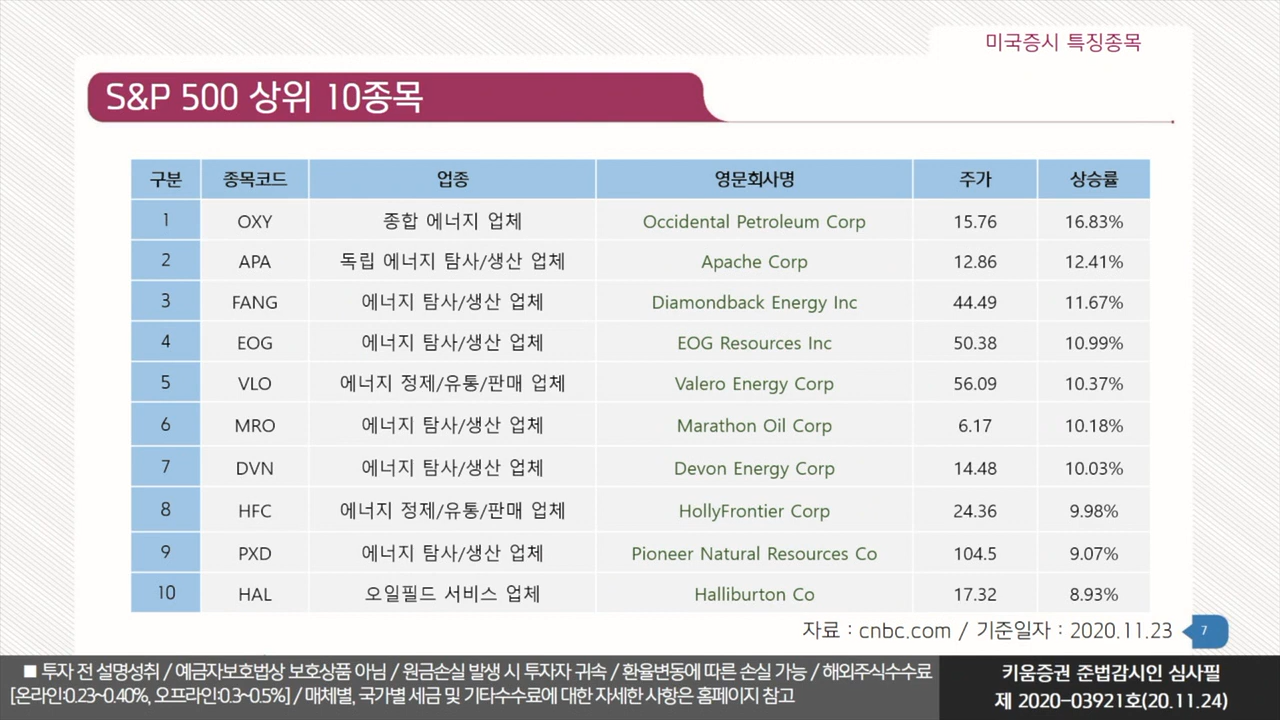 미국증시 특징종목
S&P 500 상위 10종목
구분 종목코드 업종 영문회사명 주가 상승률
1 OXY 종합 에너지 업체 Occidental Petroleum Corp 15.76 16.83%
2 APA 독립 에너지 탐사/생산 업체 Apache Corp 12.86 12.41%
3 FANG 에너지 탐사/생산 업체 Diamondback Energy Inc 44.49 11.67%
4 EOG 에너지 탐사/생산 업체 EOG Resources Inc 50.38 10.99%
5 VLO 에너지 정제/유통/판매 업체 Valero Energy Corp 56.09 10.37%
6 MRO 에너지 탐사/생산 업체 Marathon Oil Corp 6.17 10.18%
7 DVN 에너지 탐사/생산 업체 Devon Energy Corp 14.48 10.03%
8 HFC 에너지 정제/유통/판매 업체 HollyFrontier Corp 24.36 9.98%
9 PXD 에너지 탐사/생산 업체 Pioneer Natural Resources Co 104.5 9.07%
10 HAL 오일필드 서비스 업체 Halliburton Co 17.32 8.93%
자료 : cnbc.com / 기준일자 : 2020.11.23
7
■ 투자 전 설명성취 / 예금자보호법상 보호상품 아님 / 원금손실 발생 시 투자자 귀속 / 환율변동에 따른 손실 가능 / 해외주식수수료
[온라인:0.23~0.40%, 오프라인:0.3~0.5%] / 매체별, 국가별 세금 및 기타수수료에 대한 자세한 사항은 홈페이지 참고
키움증권 준법감시인 심사필
제 2020-03921호(20.11.24)